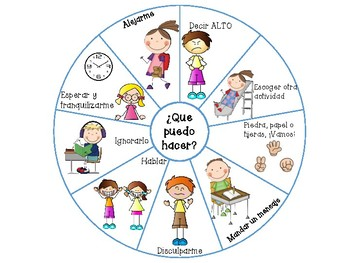 ¿Que
puedo
hacer?
Alejarme
Decir ALTO
Escoger otra
actividad
Piedra, papel o
tijeras, ¡Vamos!
Mandar un mensaje
Disculparme
Hablar
Ignorarlo
Esperar y
tranquilizarme